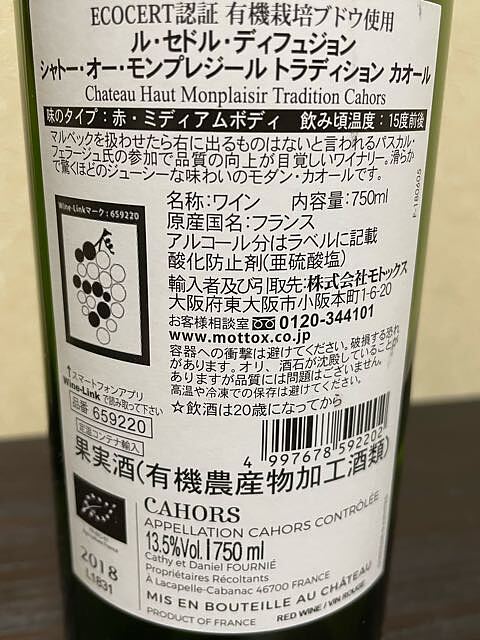 ECOCERT認証 有機栽培ブドウ使用
ル・セドル・ディフュジョン
シャトー・オー・モンプレジール トラディション カオール
Chateau Haut Monplaisir Tradition Cahors
味のタイプ：赤・ミディアムボディ 飲み頃温度：15度前後
マルベックを扱わせたら右に出るものはないと言われるパスカル・
フェラージュ氏の参加で品質の向上が目覚しいワイナリー。滑らか
で驚くほどのジューシーな味わいのモダン・カオールです。
F-180605
Wine-Linkマーク：659220
名称：ワイン 内容量：750ml
原産国名：フランス
アルコール分はラベルに記載
酸化防止剤(亜硫酸塩)
輸入者及び引取先：株式会社モトックス
大阪府東大阪市小阪本町1-6-20
お客様相談室 0120-344101
www.mottox.co.jp
容器への衝撃は避けてください。破損する恐れ
があります。オリ、酒石が沈殿していることが
ありますが品質には問題はございません。
高温や冷凍での保存は避けてください。
↑スマートフォンアプリ
Wine-Linkで読み取って下さい
品番 659220
定温コンテナ輸入
☆飲酒は20歳になってから
4 997678 592202
果実酒(有機農産物加工酒類)
CAHORS
APPELLATION CAHORS CONTRÔLÉE
13.5%Vol. 750 ml
Cathy et Daniel FOURNIÉ
Propriétaires Récoltants
À Lacapelle-Cabanac 46700 FRANCE
2018
L1831
MIS EN BOUTEILLE AU CHÂTEAU
PRODUCT OF FRANCE RED WINE / VIN ROUGE